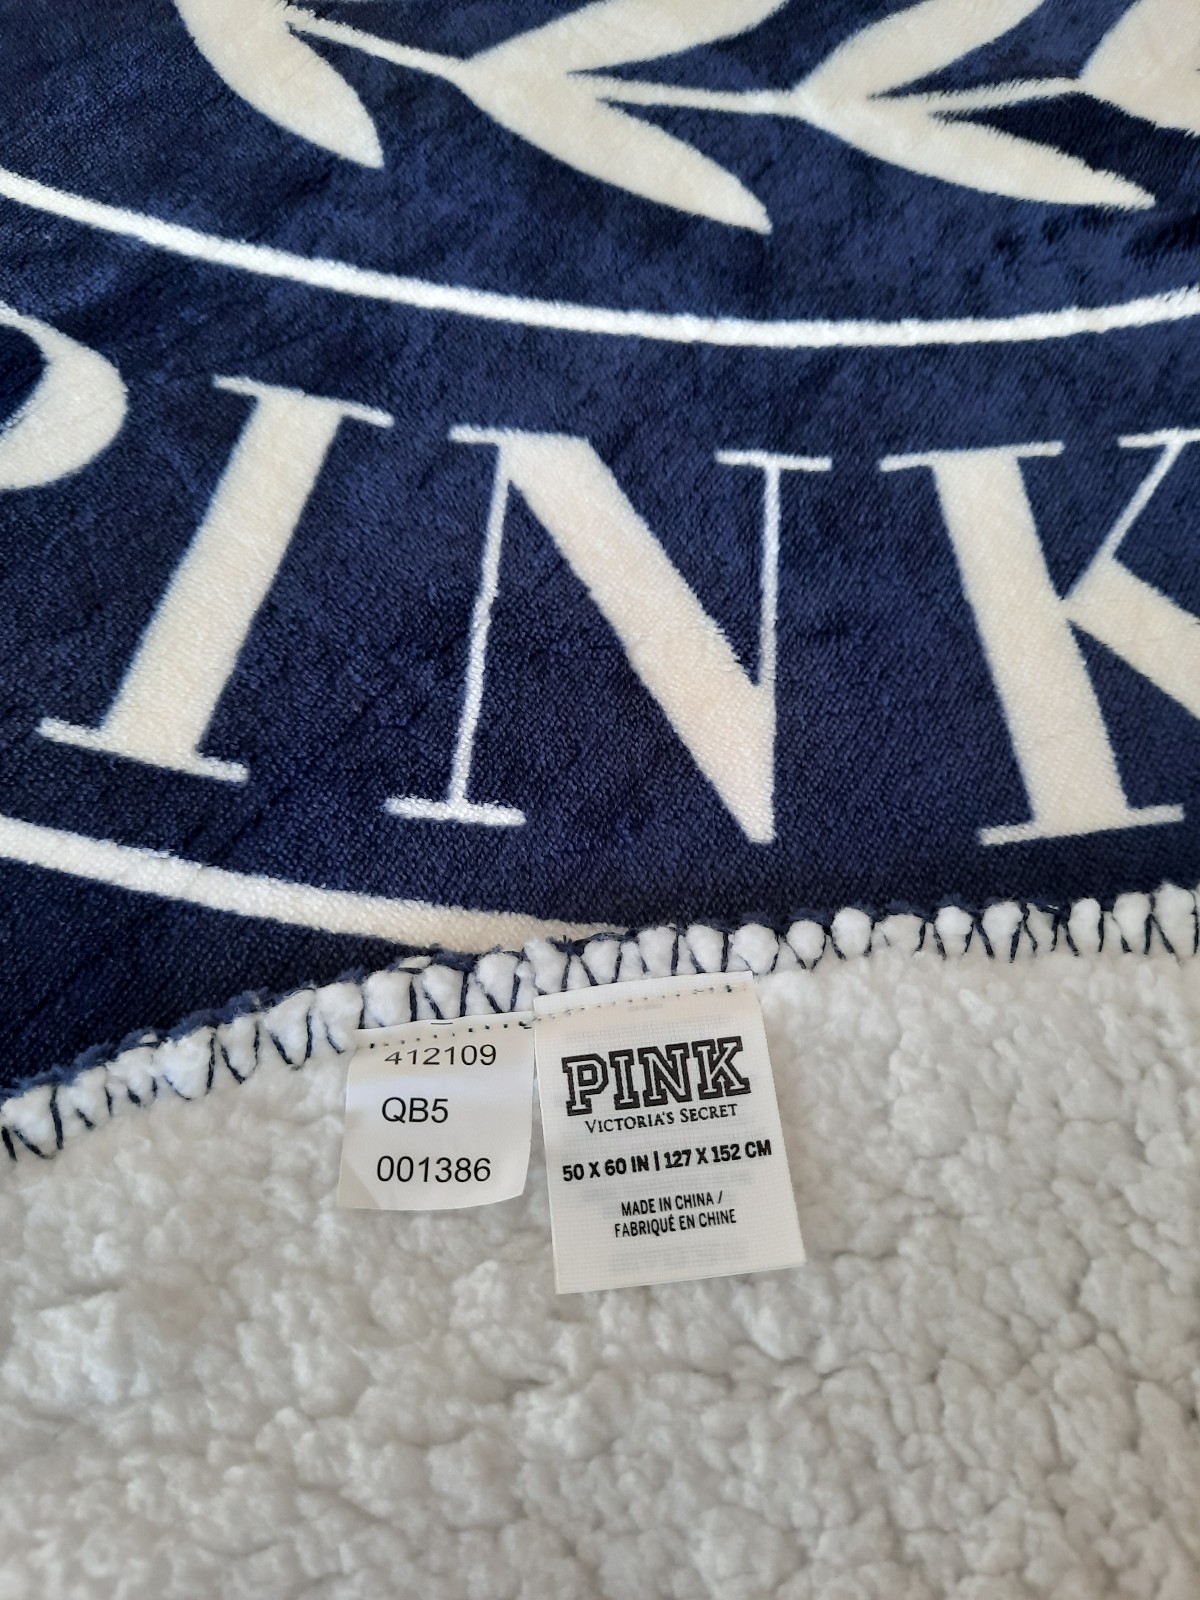 PINK
412109
QB5
001386
PINK
VICTORIA'S SECRET
50 X 60 IN | 127 X 152 CM
MADE IN CHINA /
FABRIQUÉ EN CHINE